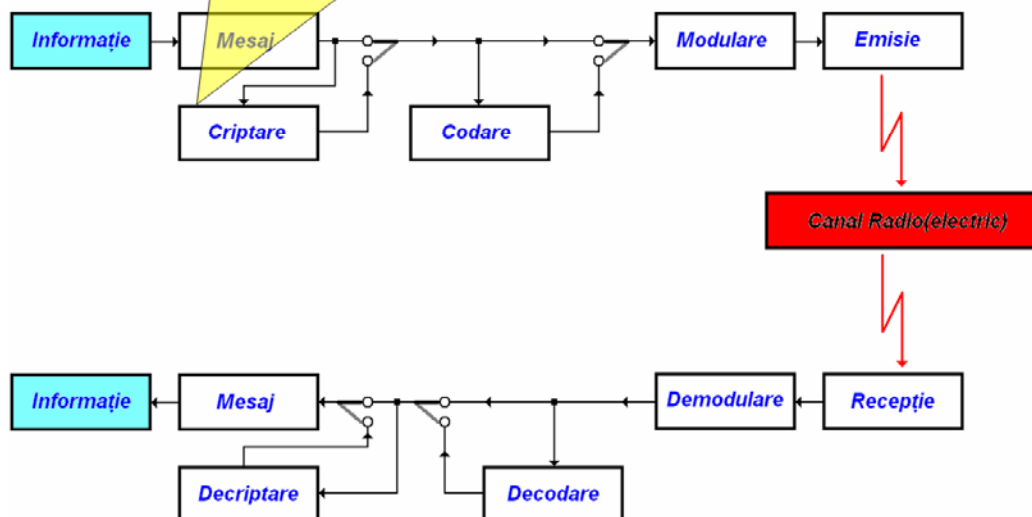 Informație
Mesaj
Modulare
Emisie
Criptare
Codare
Canal Radio(electric)
Informație
Mesaj
Demodulare
Recepție
Decriptare
Decodare